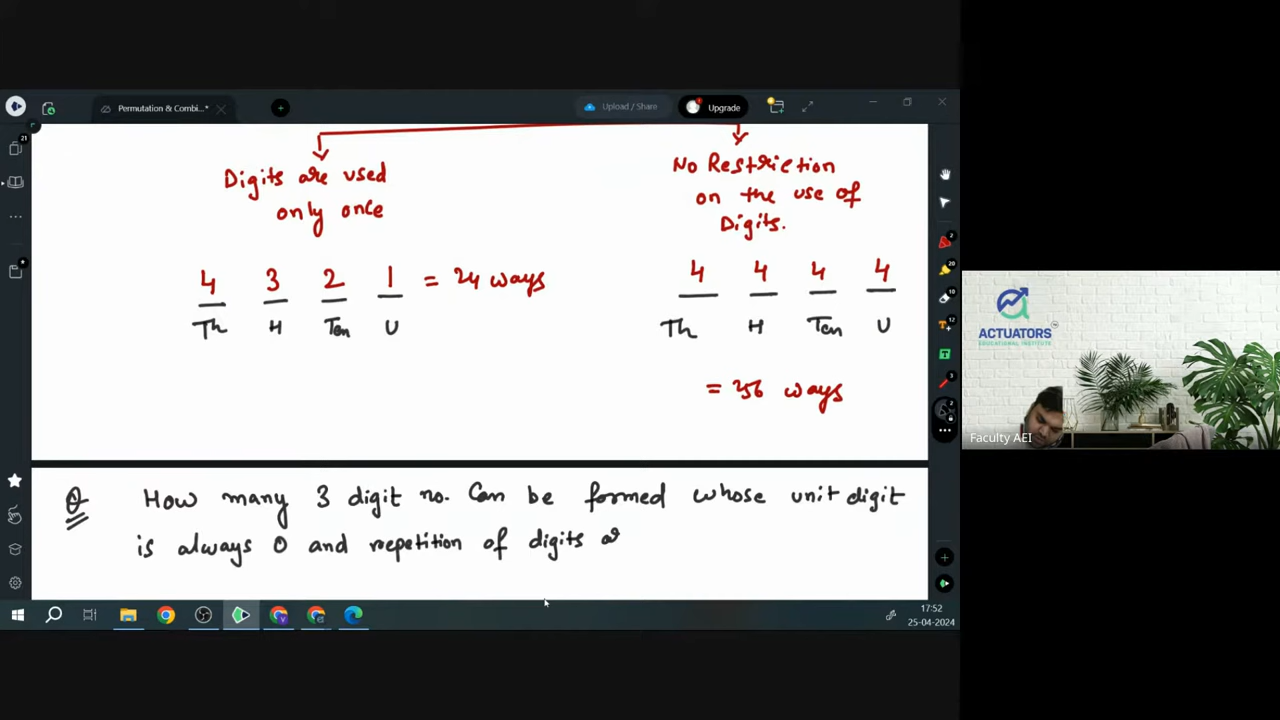 Permutation & Combi...*
Upload / Share
Upgrade
Digits are used
only once
No Restriction
on the use of
Digits.
4 3 2 1 = 24 ways
Th H Ten U
4 4 4 4
Th H Ten U
= 256 ways
Q How many 3 digit no. Can be formed whose unit digit
is always 0 and repetition of digits ar
ACTUATORS
EDUCATIONAL INSTITUTE
Faculty AEI
17:52
25-04-2024